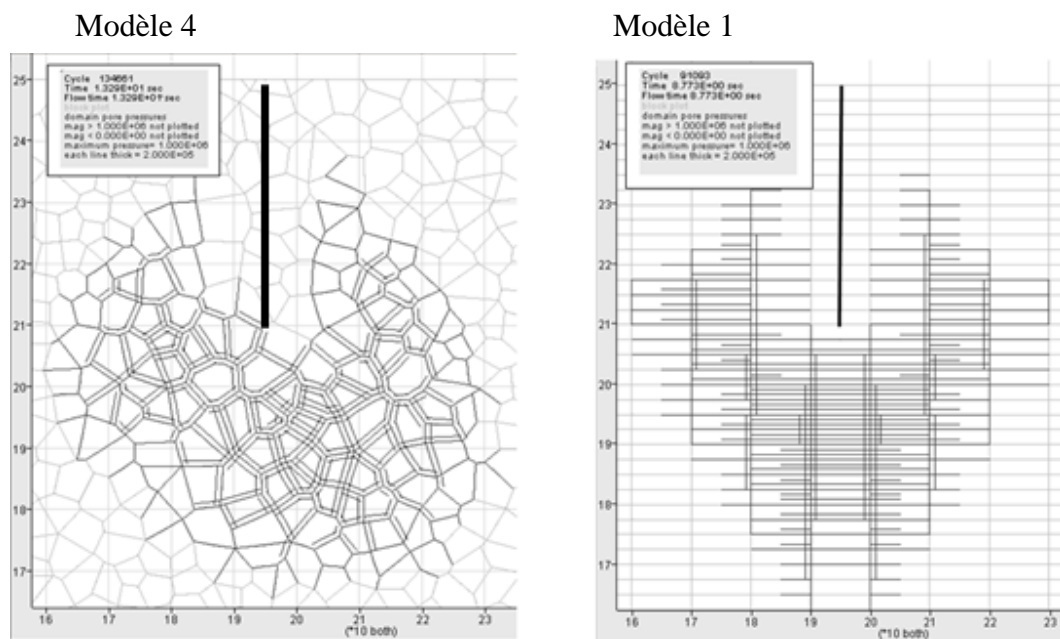 Modèle 4
Modèle 1
Cycle 134661
Time 1.329E+01 sec
Flow time 1.329E+01 sec
block plot
domain pore pressures
mag > 1.000E+06 not plotted
mag < 0.000E+00 not plotted
maximum pressure= 1.000E+06
each line thick = 2.000E+05
25
24
23
22
21
20
19
18
17
16 17 18 19 20 21 22 23
(*10 both)
Cycle 91093
Time 8.773E+00 sec
Flow time 8.773E+00 sec
block plot
domain pore pressures
mag > 1.000E+06 not plotted
mag < 0.000E+00 not plotted
maximum pressure= 1.000E+06
each line thick = 2.000E+05
25
24
23
22
21
20
19
18
17
16 17 18 19 20 21 22 23
(*10 both)